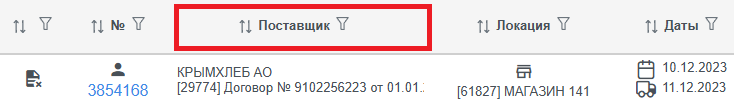 № Поставщик Локация Даты
КРЫМХЛЕБ АО 10.12.2023
3854168 [29774] Договор № 9102256223 от 01.01. [61827] МАГАЗИН 141 11.12.2023